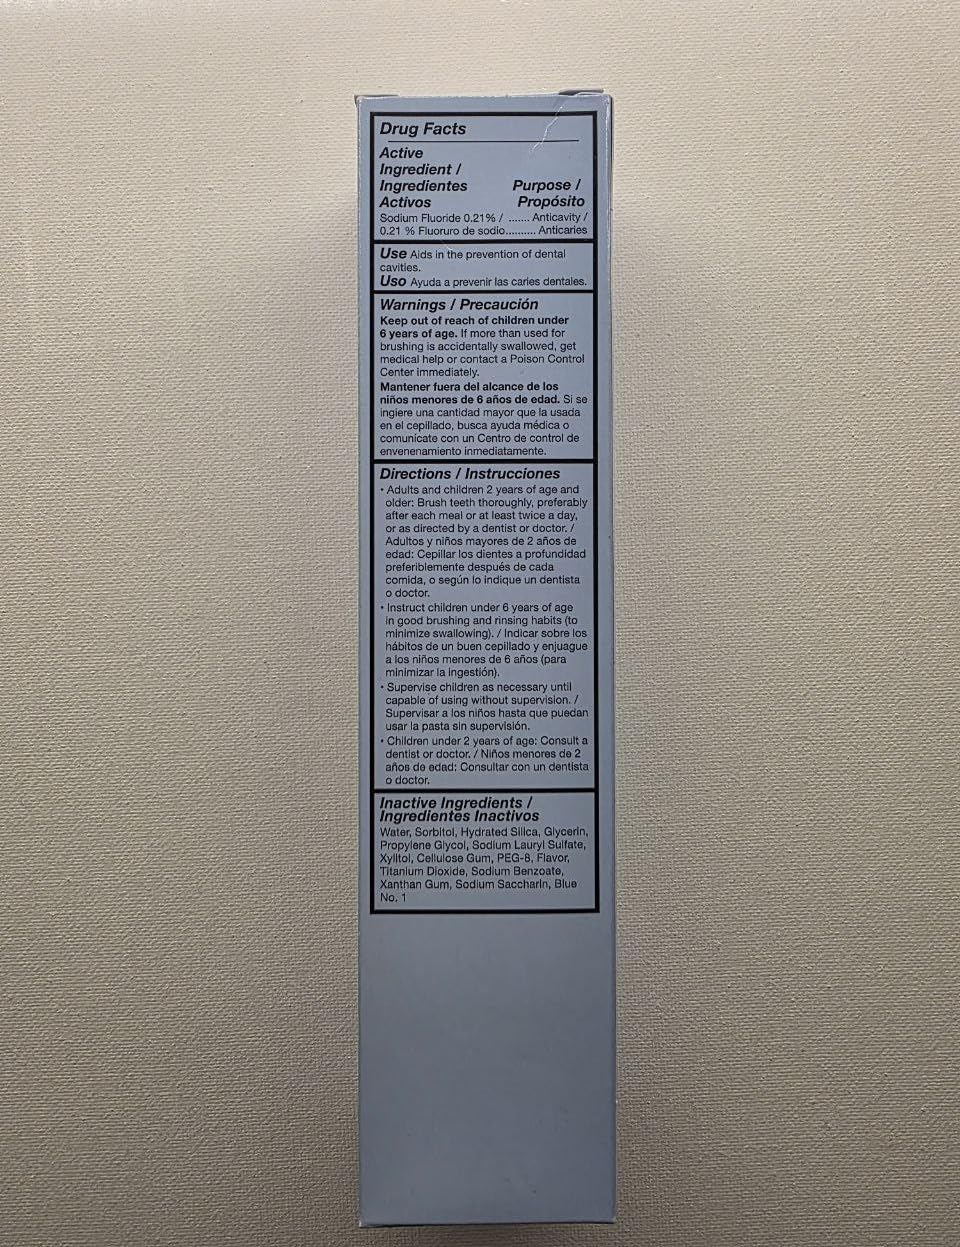 Drug Facts
Active
Ingredient /
Ingredientes
Activos
Purpose /
Propósito
Sodium Fluoride 0.21% / ....... Anticavity /
0.21 % Fluoruro de sodio.......... Anticaries
Use Aids in the prevention of dental
cavities.
Uso Ayuda a prevenir las caries dentales.
Warnings / Precaución
Keep out of reach of children under
6 years of age. If more than used for
brushing is accidentally swallowed, get
medical help or contact a Poison Control
Center immediately.
Mantener fuera del alcance de los
niños menores de 6 años de edad. Si se
ingiere una cantidad mayor que la usada
en el cepillado, busca ayuda médica o
comunícate con un Centro de control de
envenenamiento inmediatamente.
Directions / Instrucciones
• Adults and children 2 years of age and
older: Brush teeth thoroughly, preferably
after each meal or at least twice a day,
or as directed by a dentist or doctor. /
Adultos y niños mayores de 2 años de
edad: Cepillar los dientes a profundidad
preferiblemente después de cada
comida, o según lo indique un dentista
o doctor.
• Instruct children under 6 years of age
in good brushing and rinsing habits (to
minimize swallowing). / Indicar sobre los
hábitos de un buen cepillado y enjuague
a los niños menores de 6 años (para
minimizar la ingestión).
• Supervise children as necessary until
capable of using without supervision. /
Supervisar a los niños hasta que puedan
usar la pasta sin supervisión.
• Children under 2 years of age: Consult a
dentist or doctor. / Niños menores de 2
años de edad: Consultar con un dentista
o doctor.
Inactive Ingredients /
Ingredientes Inactivos
Water, Sorbitol, Hydrated Silica, Glycerin,
Propylene Glycol, Sodium Lauryl Sulfate,
Xylitol, Cellulose Gum, PEG-8, Flavor,
Titanium Dioxide, Sodium Benzoate,
Xanthan Gum, Sodium Saccharin, Blue
No. 1